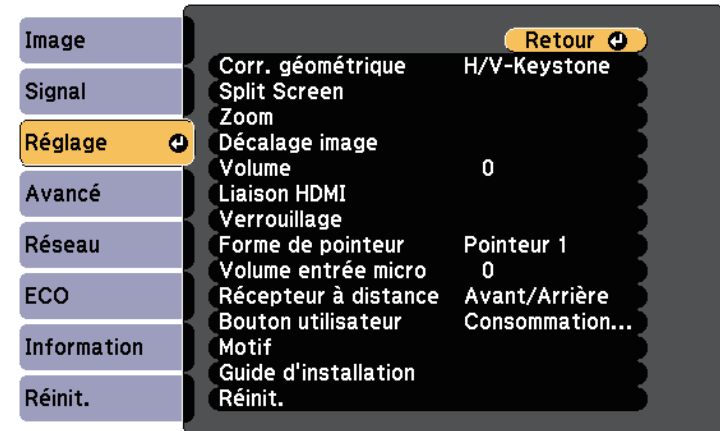 Image
Signal
Réglage
Avancé
Réseau
ECO
Information
Réinit.
Retour
Corr. géométrique H/V-Keystone
Split Screen
Zoom
Décalage image
Volume 0
Liaison HDMI
Verrouillage
Forme de pointeur Pointeur 1
Volume entrée micro 0
Récepteur à distance Avant/Arrière
Bouton utilisateur Consommation...
Motif
Guide d'installation
Réinit.